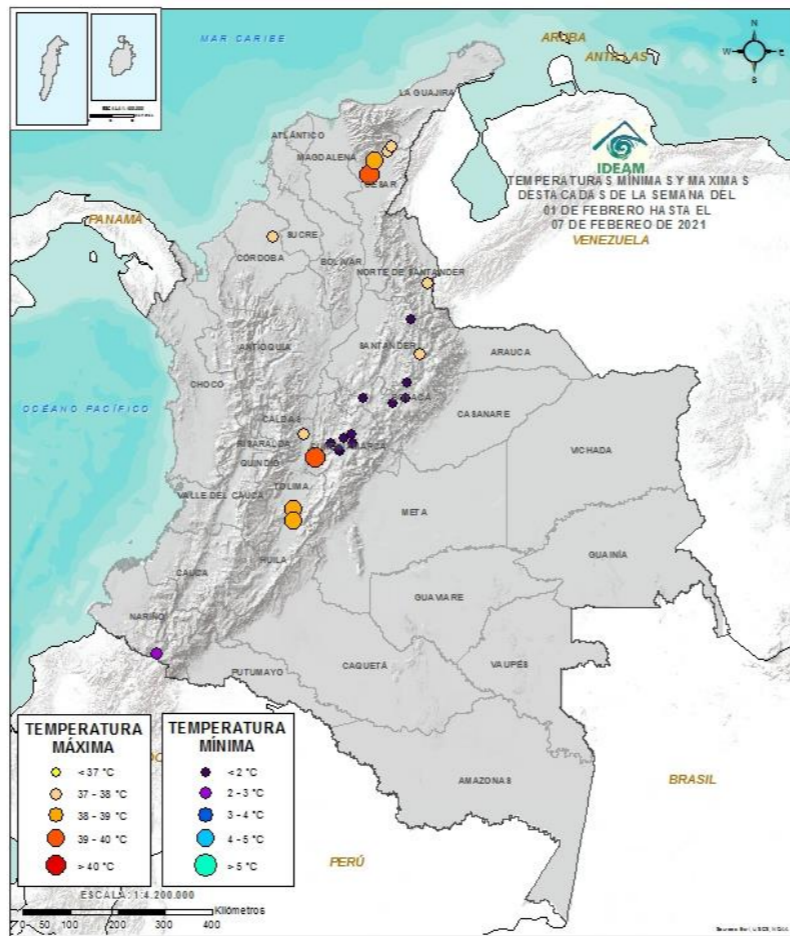 MAR CARIBE
ARUBA
ANTILLAS
N
W
E
S
LA GUAJIRA
ATLÁNTICO
MAGDALENA
CESAR
IDEAM
TEMPERATURAS MÍNIMAS Y MAXIMAS
DESTACADAS DE LA SEMANA DEL
01 DE FEBRERO HASTA EL
07 DE FEBEREO DE 2021
VENEZUELA
PANAMÁ
SUCRE
CÓRDOBA
BOLÍVAR
NORTE DE SANTANDER
SANTANDER
ARAUCA
ANTIOQUIA
CHOCÓ
OCÉANO PACÍFICO
CASANARE
CALDAS
RISARALDA
VICHADA
QUINDÍO
TOLIMA
VALLE DEL CAUCA
META
GUAINÍA
HUILA
CAUCA
GUAVIARE
NARIÑO
VAUPÉS
CAQUETÁ
PUTUMAYO
AMAZONAS
BRASIL
PERÚ
TEMPERATURA
MÁXIMA
< 37 °C
37 - 38 °C
38 - 39 °C
39 - 40 °C
> 40 °C
TEMPERATURA
MÍNIMA
< 2 °C
2 - 3 °C
3 - 4 °C
4 - 5 °C
> 5 °C
ESCALA: 1:4.200.000
Kilómetros
0 50 100 200 300 400